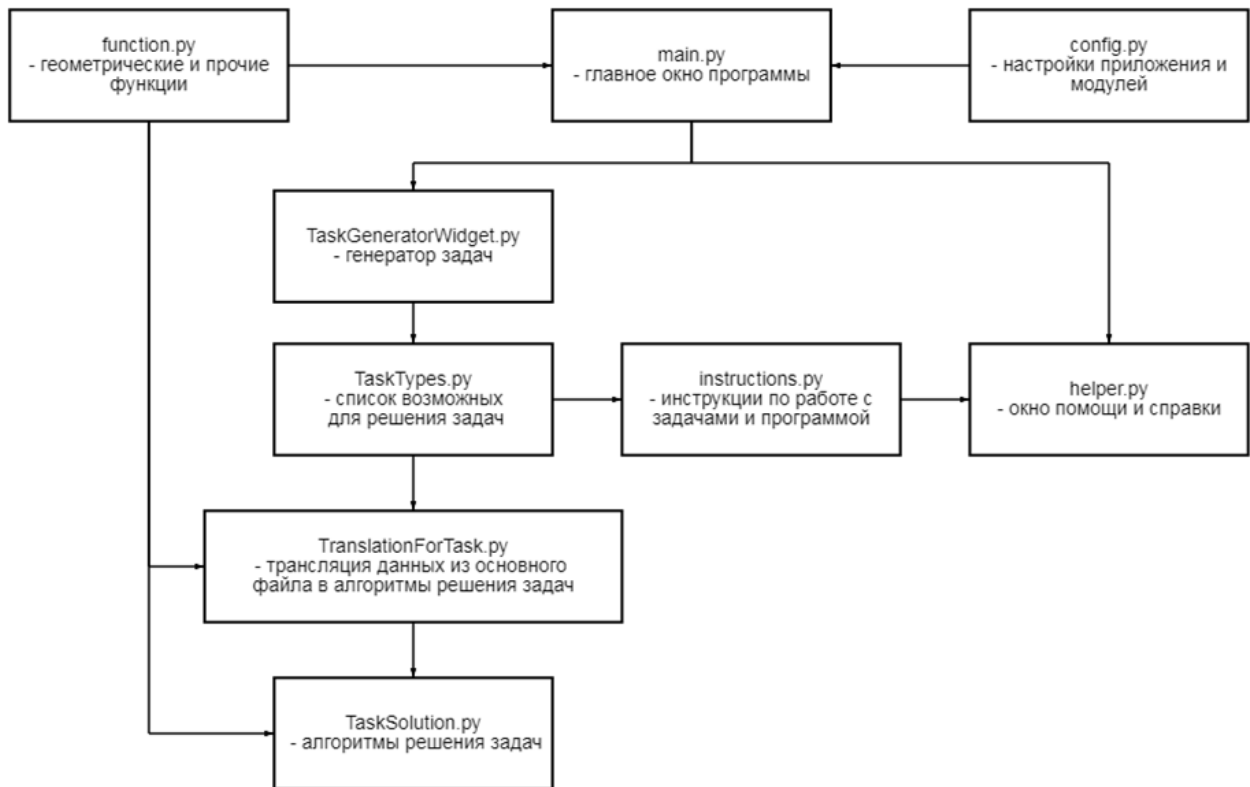 function.py
- геометрические и прочие
функции
main.py
- главное окно программы
config.py
- настройки приложения и
модулей
TaskGeneratorWidget.py
- генератор задач
TaskTypes.py
- список возможных
для решения задач
instructions.py
- инструкции по работе с
задачами и программой
helper.py
- окно помощи и справки
TranslationForTask.py
- трансляция данных из основного
файла в алгоритмы решения задач
TaskSolution.py
- алгоритмы решения задач